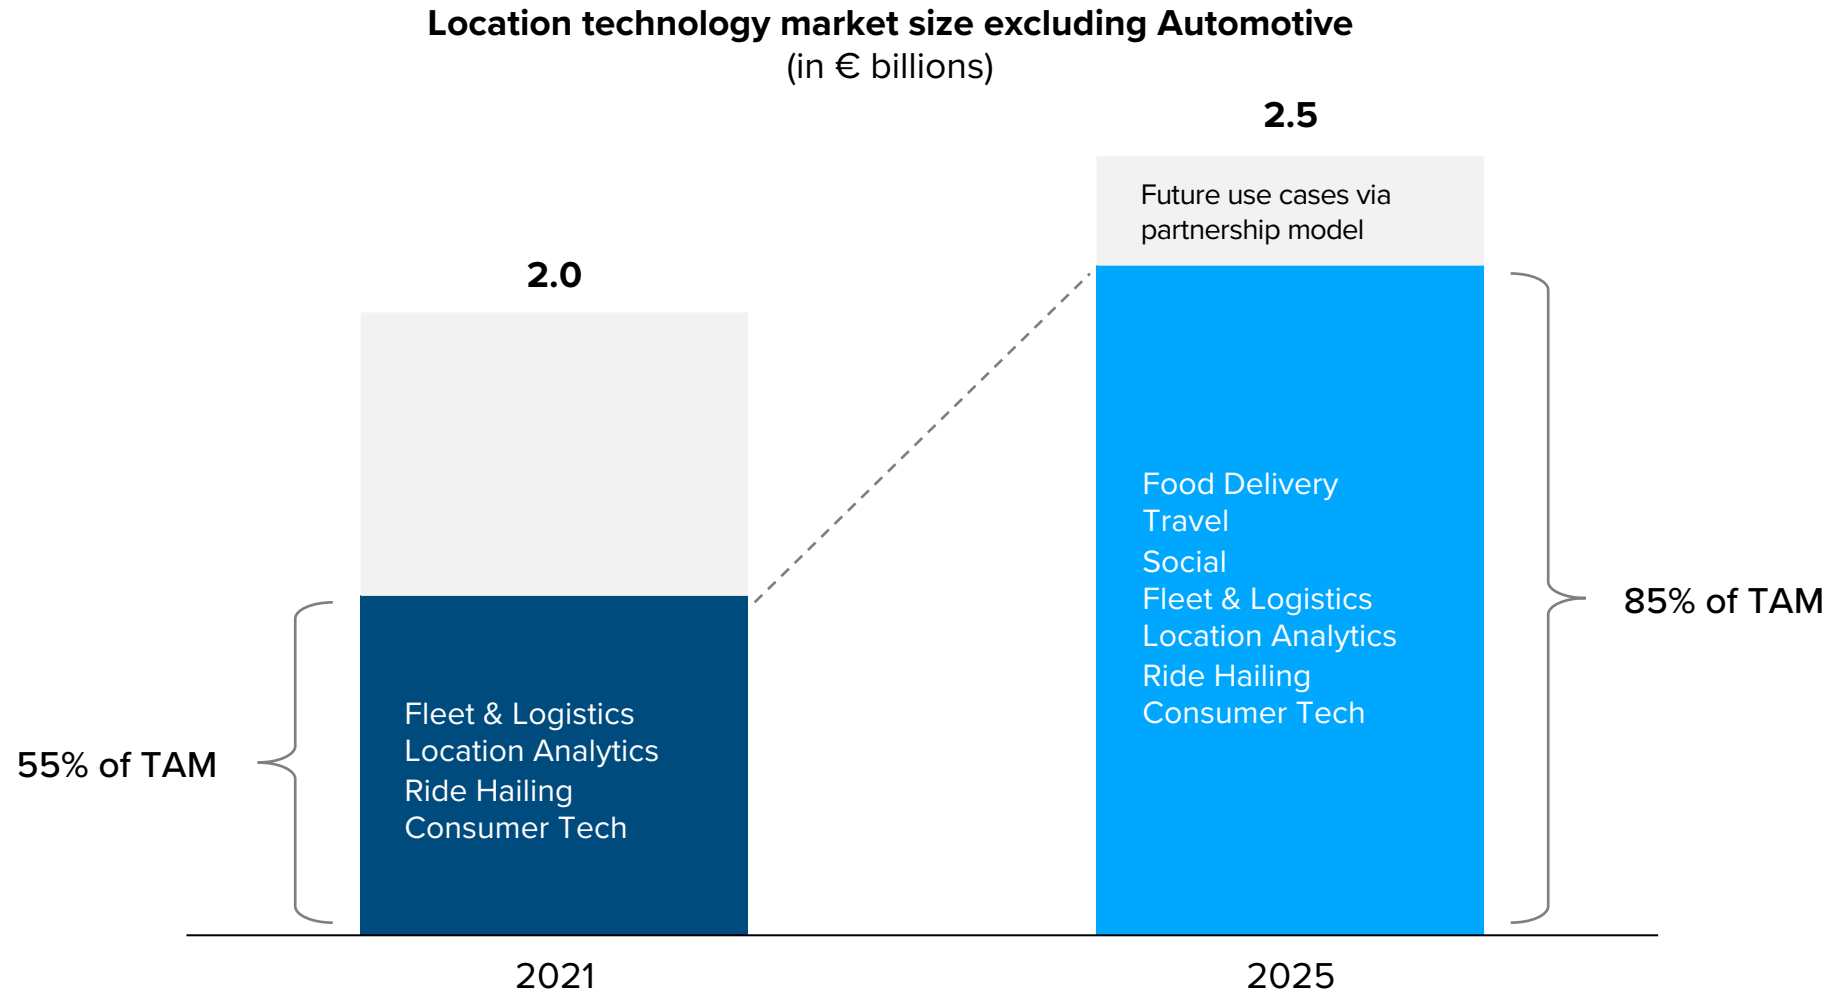 Location technology market size excluding Automotive
(in € billions)
2.0
Fleet & Logistics
Location Analytics
Ride Hailing
Consumer Tech
55% of TAM
2021
2.5
Future use cases via
partnership model
Food Delivery
Travel
Social
Fleet & Logistics
Location Analytics
Ride Hailing
Consumer Tech
85% of TAM
2025